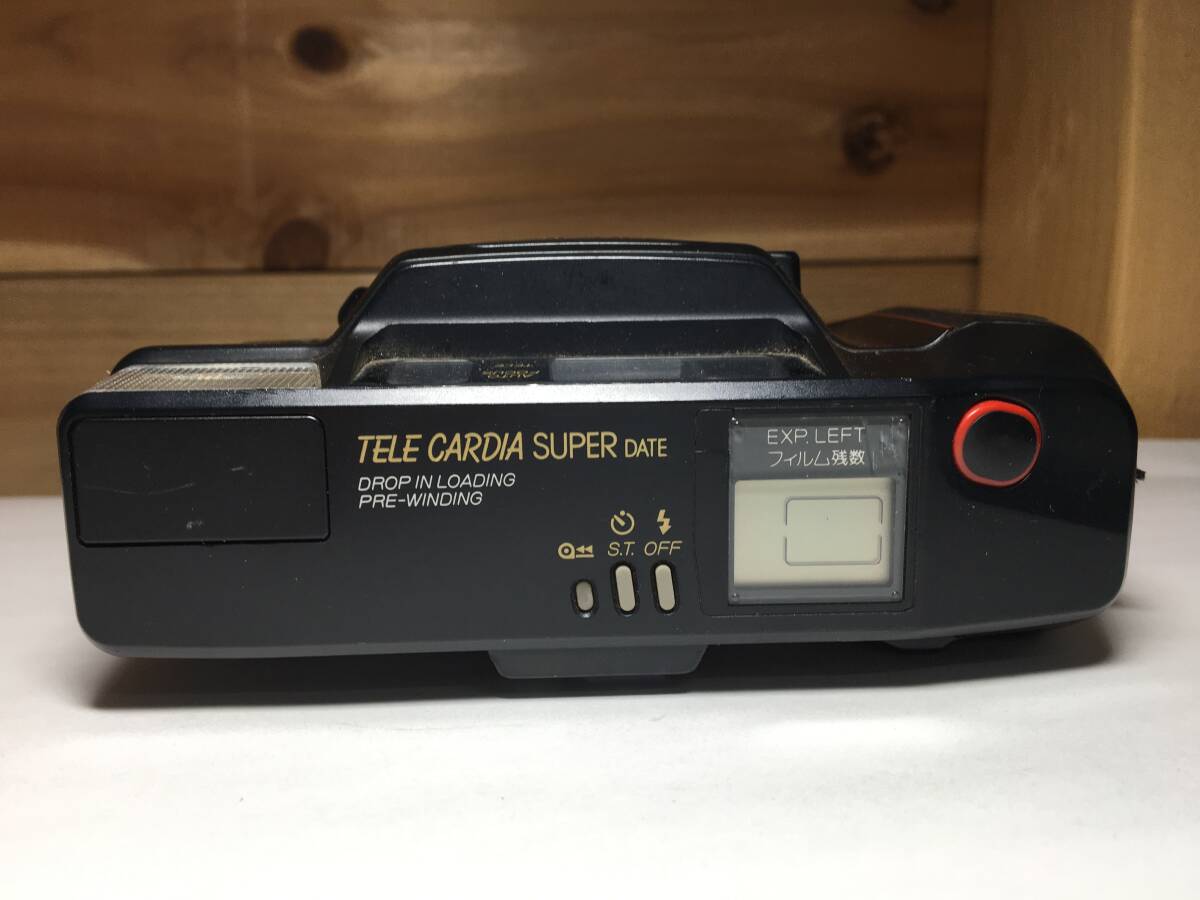 TELE CARDIA SUPER DATE
DROP IN LOADING
PRE-WINDING
S.T. OFF
EXP. LEFT
フィルム残数